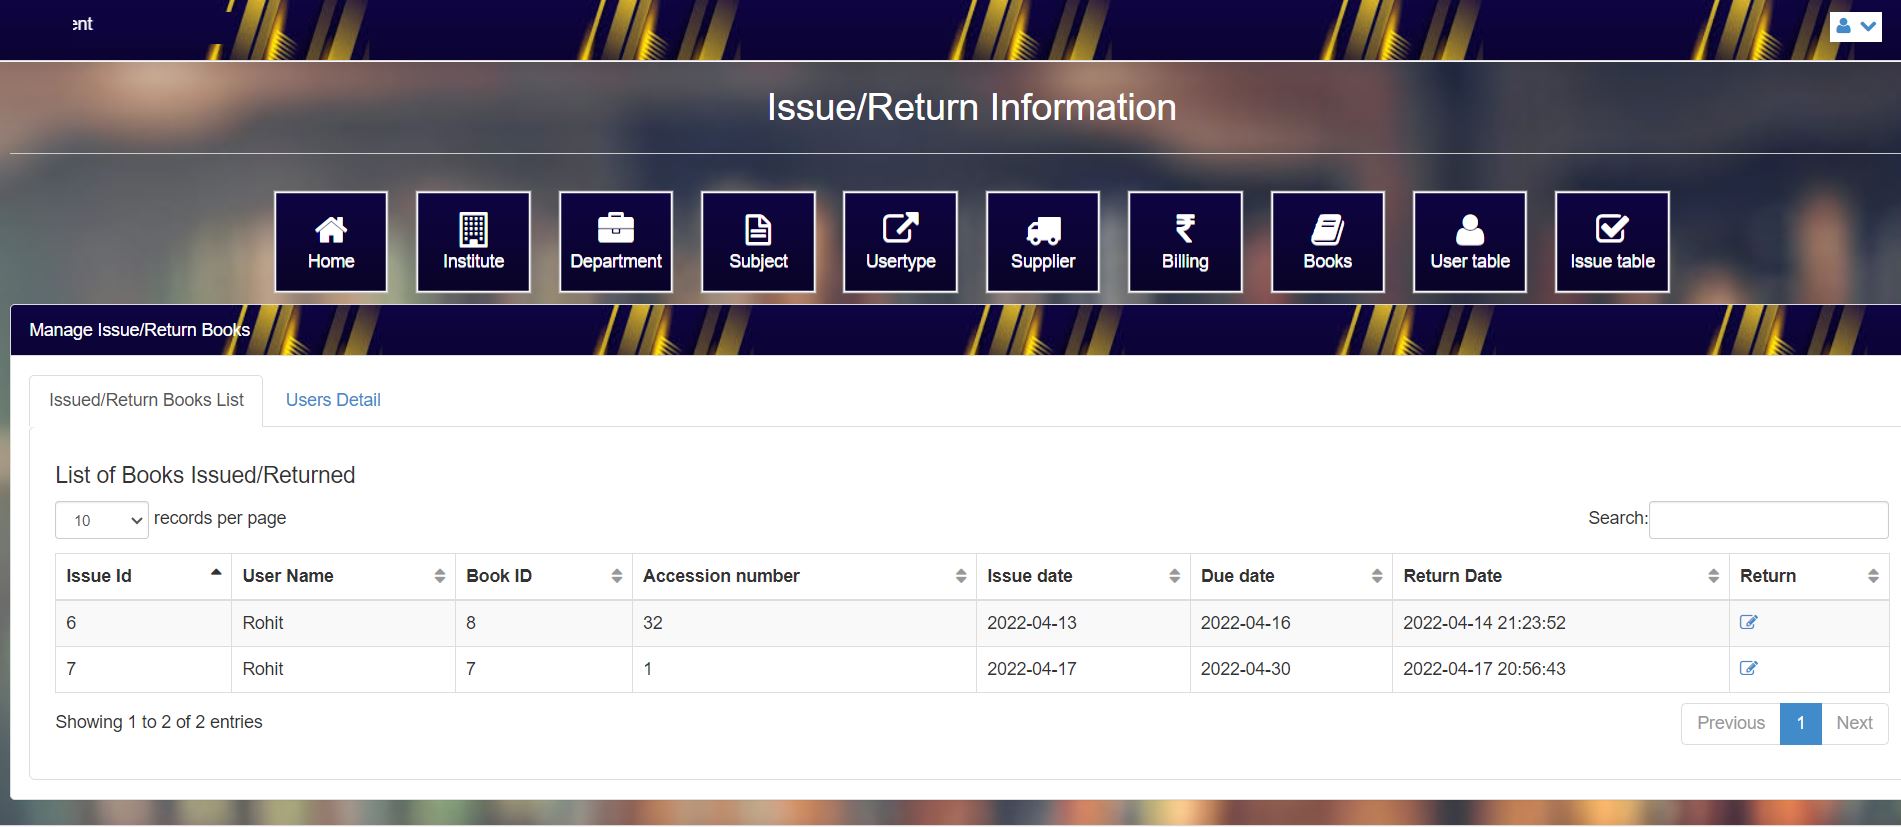 Issue/Return Information
Home Institute Department Subject Usertype Supplier Billing Books User table Issue table
Manage Issue/Return Books
Issued/Return Books List Users Detail
List of Books Issued/Returned
10 records per page Search:
Issue Id User Name Book ID Accession number Issue date Due date Return Date Return
6 Rohit 8 32 2022-04-13 2022-04-16 2022-04-14 21:23:52
7 Rohit 7 1 2022-04-17 2022-04-30 2022-04-17 20:56:43
Showing 1 to 2 of 2 entries Previous 1 Next